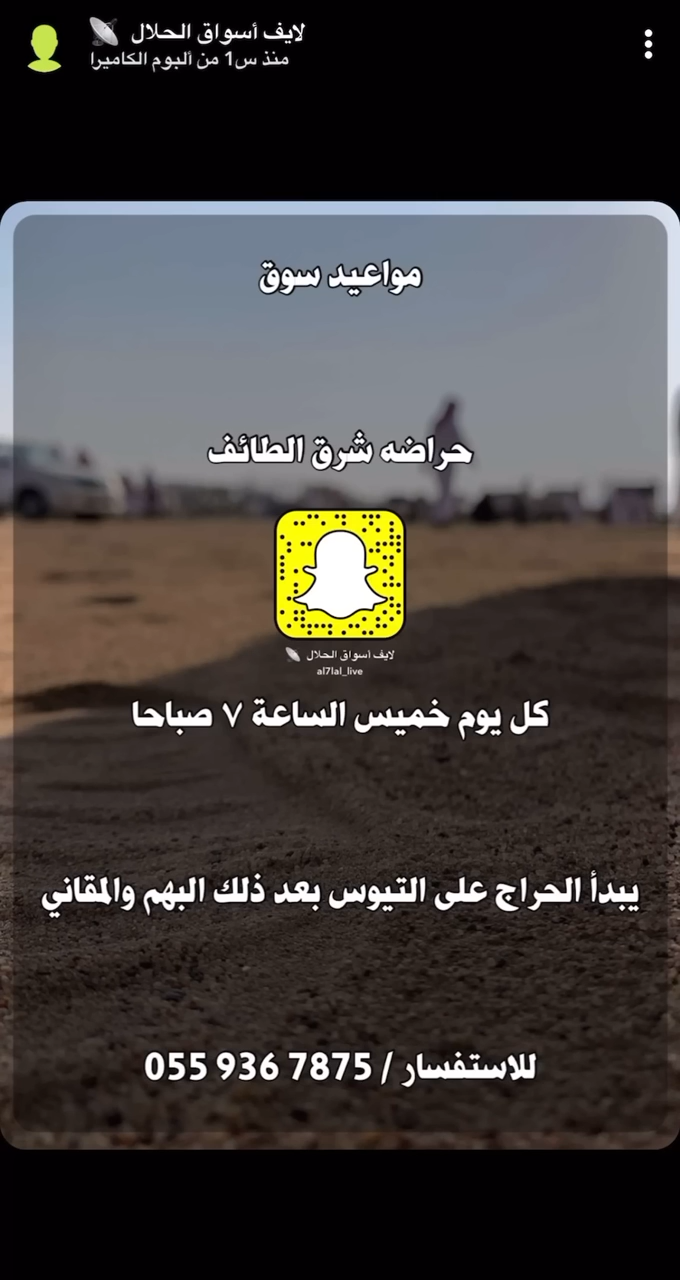 لايف أسواق الحلال 📡
منذ س1 من ألبوم الكاميرا
مواعيد سوق
حراضه شرق الطائف
لايف أسواق الحلال 📡
al7lal_live
كل يوم خميس الساعة ٧ صباحا
يبدأ الحراج على التيوس بعد ذلك البهم والمقاني
للاستفسار / 055 936 7875